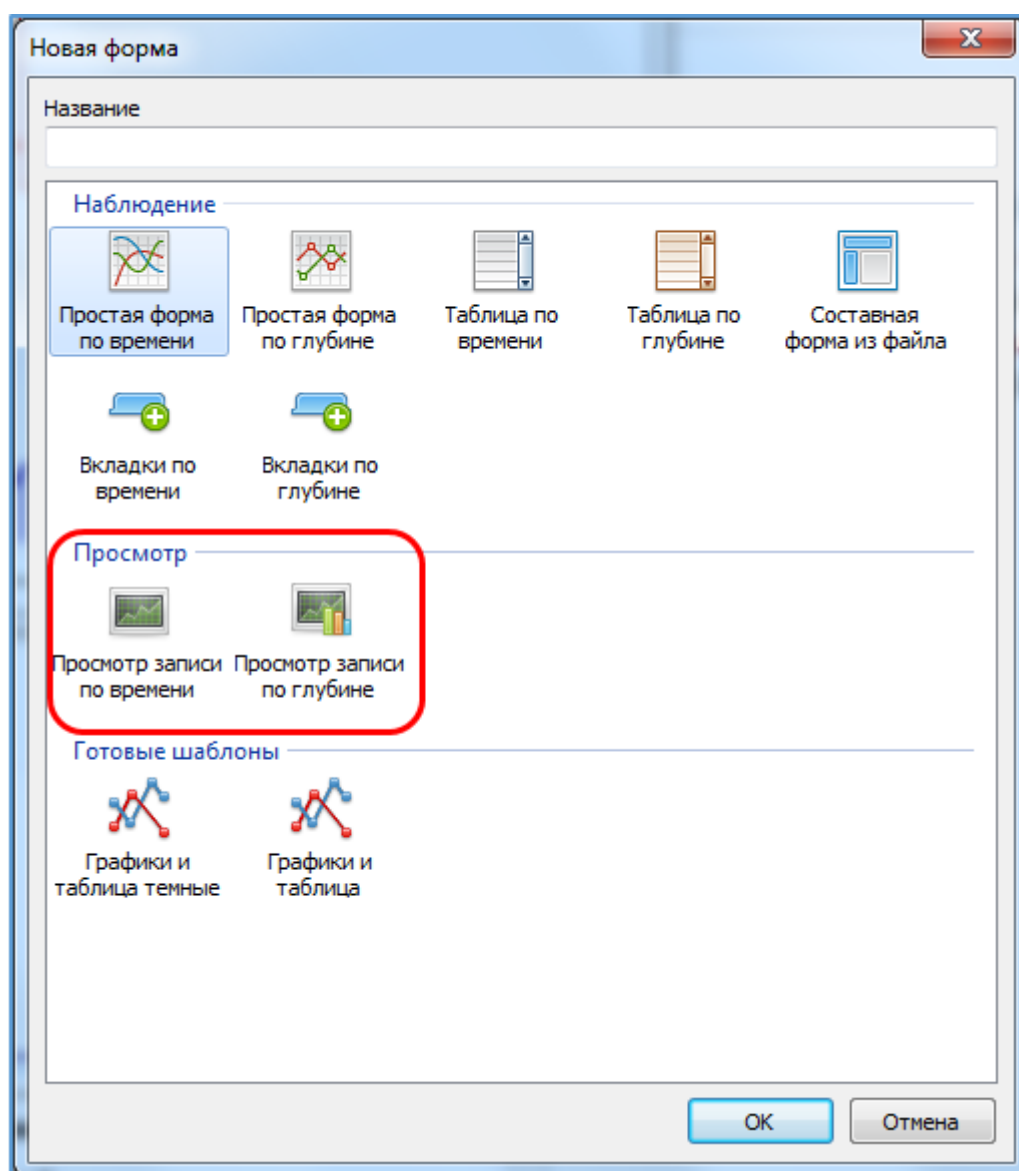 Новая форма
Название
Наблюдение
Простая форма
по времени
Простая форма
по глубине
Таблица по
времени
Таблица по
глубине
Составная
форма из файла
Вкладки по
времени
Вкладки по
глубине
Просмотр
Просмотр записи
по времени
Просмотр записи
по глубине
Готовые шаблоны
Графики и
таблица темные
Графики и
таблица
ОК
Отмена